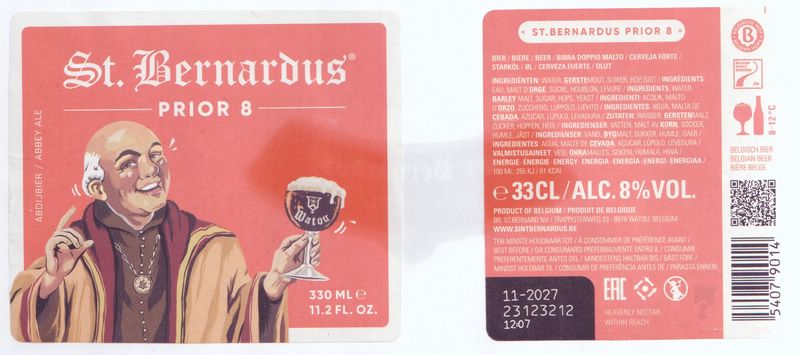 St. Bernardus®
PRIOR 8
ABDIJBIER / ABBEY ALE
Watou
330 ML ℮
11.2 FL. OZ.
• ST.BERNARDUS PRIOR 8 •
BIER / BIÈRE / BEER / BIRRA DOPPIO MALTO / CERVEJA FORTE /
STARKÖL / ØL / CERVEZA FUERTE / OLUT
INGREDIËNTEN: WATER, GERSTEMOUT, SUIKER, HOP, GIST / INGRÉDIENTS:
EAU, MALT D'ORGE, SUCRE, HOUBLON, LEVURE / INGREDIENTS: WATER,
BARLEY MALT, SUGAR, HOPS, YEAST / INGREDIENTI: ACQUA, MALTO
D'ORZO, ZUCCHERO, LUPPOLO, LIEVITO / INGREDIENTES: AGUA, MALTA DE
CEBADA, AZUCAR, LÚPULO, LEVADURA / ZUTATEN: WASSER, GERSTENMALZ,
ZUCKER, HOPFEN, HEFE / INGREDIENSER: VATTEN, MALT AV KORN, SOCKER,
HUMLE, JÄST / INGREDIENSER: VAND, BYGMALT, SUKKER, HUMLE, GÆR /
INGREDIENTES: AGUA, MALTE DE CEVADA, AÇUCAR, LÚPULO, LEVEDURA /
VALMISTUSAINEET: VESI, OHRAMALLES, SOKERI, HUMALA, HIIVA /
ENERGIE · ENERGIE · ENERGY · ENERGIA · ENERGÍA · ENERGI · ENERGIAA /
100 ML: 255 KJ / 61 KCAL
℮ 33CL / ALC. 8% VOL.
PRODUCT OF BELGIUM / PRODUIT DE BELGIQUE
BR. ST.BERNARD NV / TRAPPISTENWEG 23 - 8978 WATOU, BELGIUM
WWW.SINTBERNARDUS.BE
TEN MINSTE HOUDBAAR TOT / A CONSOMMER DE PRÉFÉRENCE AVANT /
BEST BEFORE / DA CONSUMARSI PREFERIBILMENTE ENTRO IL / CONSUMIR
PREFERENTEMENTE ANTES DEL / MINDESTENS HALTBAR BIS / BÄST FÖRE /
MINDST HOLDBAR TIL / CONSUMIR DE PREFERÊNCIA ANTES DE / PARASTA ENNEN:
11-2027
23123212
12:07
EAC
HEAVENLY NECTAR
WITHIN REACH
B
8-12°C
BELGISCH BIER
BELGIAN BEER
BIÈRE BELGE
5407 9014